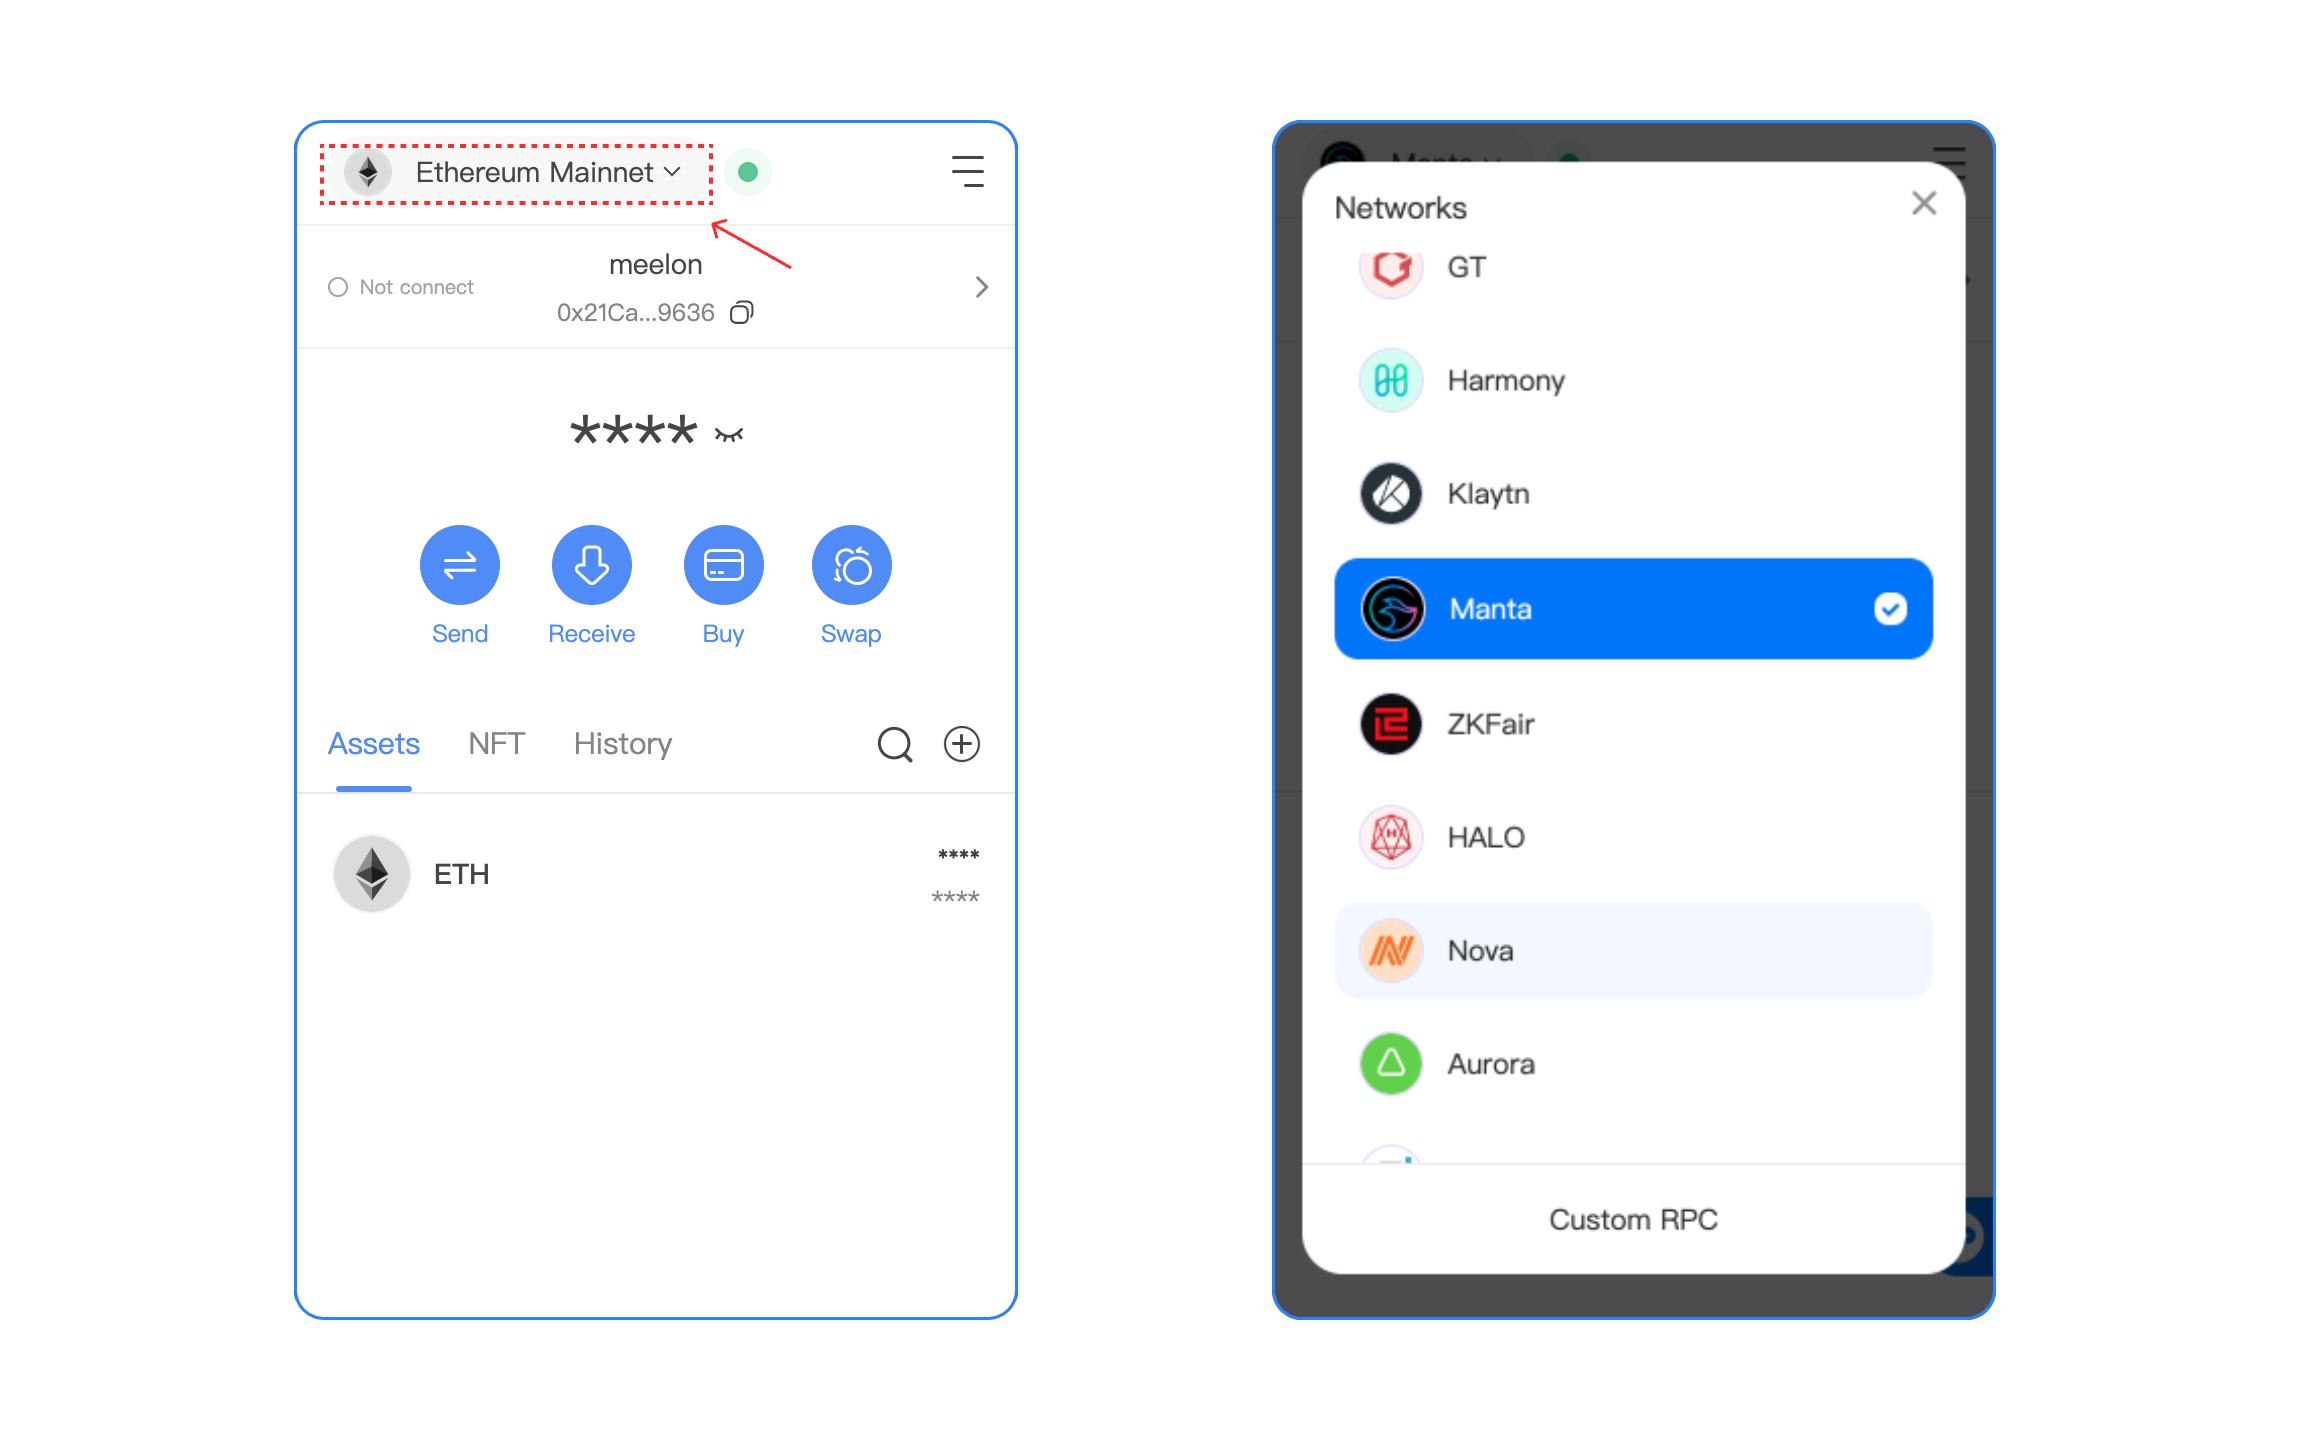 Ethereum Mainnet
meelon
Not connect
0x21Ca...9636
****
Send
Receive
Buy
Swap
Assets
NFT
History
ETH
****
****
Networks
GT
Harmony
Klaytn
Manta
ZKFair
HALO
Nova
Aurora
Custom RPC